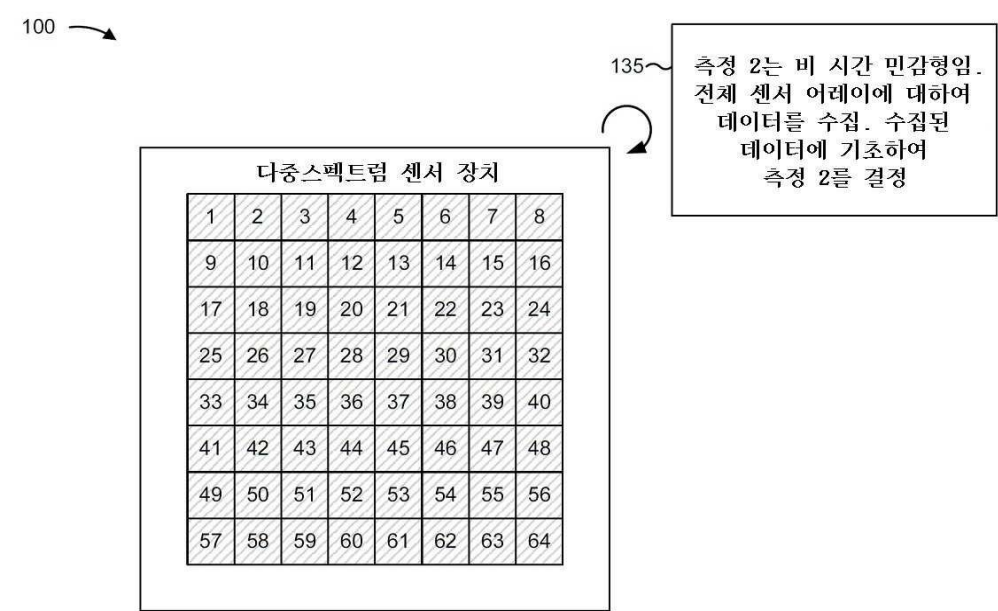 100
135
측정 2는 비 시간 민감형임.
전체 센서 어레이에 대하여
데이터를 수집. 수집된
데이터에 기초하여
측정 2를 결정
다중스펙트럼 센서 장치
1 2 3 4 5 6 7 8
9 10 11 12 13 14 15 16
17 18 19 20 21 22 23 24
25 26 27 28 29 30 31 32
33 34 35 36 37 38 39 40
41 42 43 44 45 46 47 48
49 50 51 52 53 54 55 56
57 58 59 60 61 62 63 64